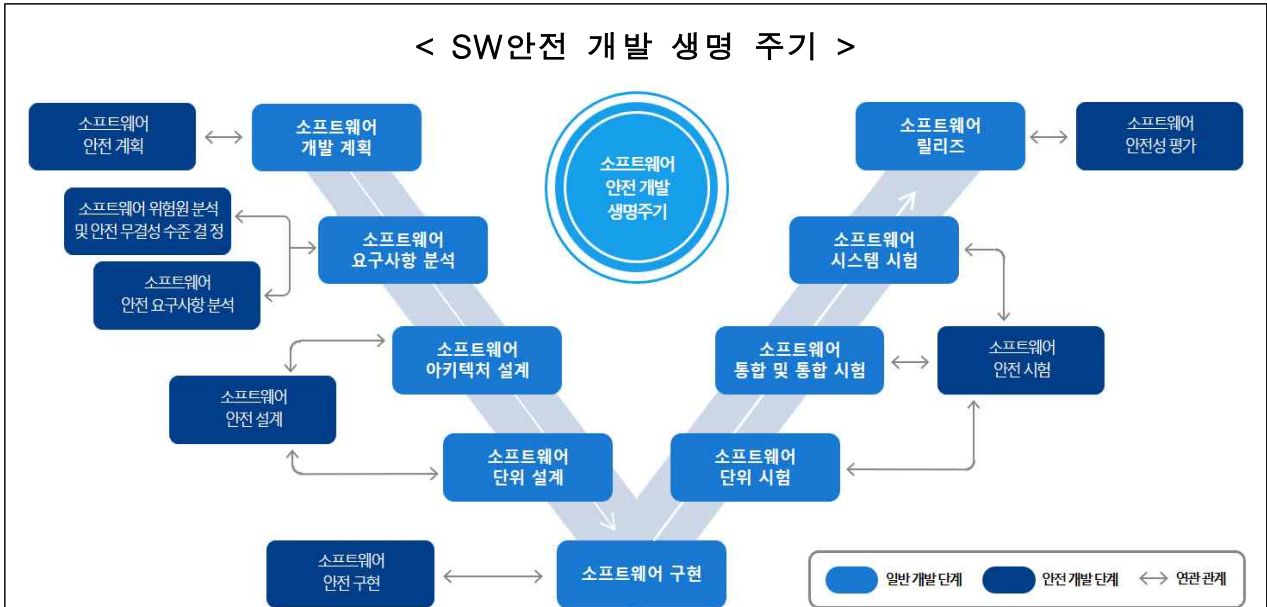 < SW안전 개발 생명 주기 >
소프트웨어
안전 계획
소프트웨어
개발 계획
소프트웨어 위험원 분석
및 안전 무결성 수준 결 정
소프트웨어
요구사항 분석
소프트웨어
안전 요구사항 분석
소프트웨어
아키텍처 설계
소프트웨어
안전 설계
소프트웨어
단위 설계
소프트웨어
안전 구현
소프트웨어 구현
소프트웨어
안전 개발
생명주기
소프트웨어
릴리즈
소프트웨어
안전성 평가
소프트웨어
시스템 시험
소프트웨어
통합 및 통합 시험
소프트웨어
안전 시험
소프트웨어
단위 시험
일반 개발 단계
안전 개발 단계
연관 관계